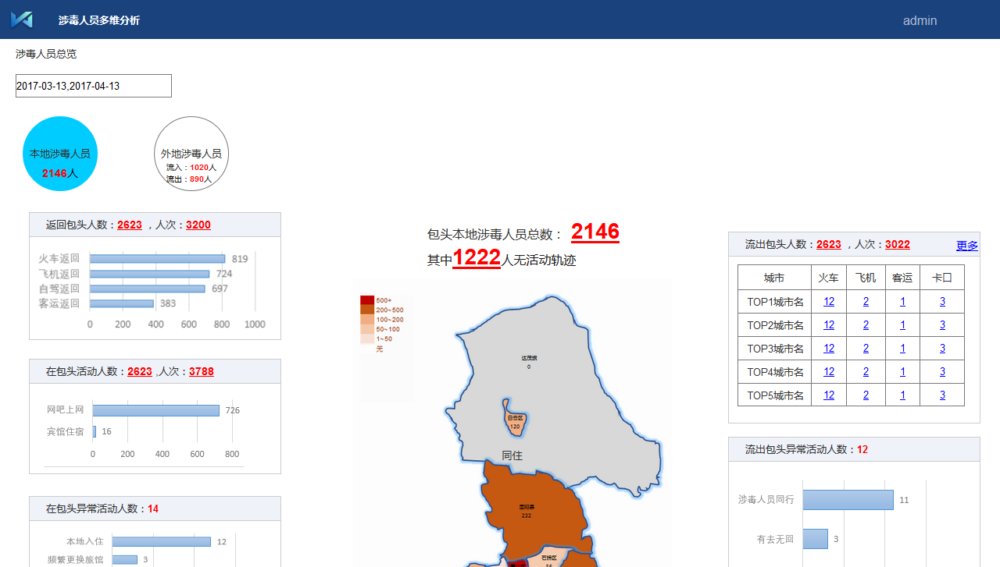 涉毒人员多维分析
admin
涉毒人员总览
2017-03-13,2017-04-13
本地涉毒人员
2146人
外地涉毒人员
流入：1020人
流出：890人
返回包头人数：2623 ，人次：3200
火车返回 819
飞机返回 724
自驾返回 697
客运返回 383
0 200 400 600 800 1000
在包头活动人数：2623 ,人次：3788
网吧上网 726
宾馆住宿 16
0 200 400 600 800
在包头异常活动人数：14
本地入住 12
频繁更换旅馆 3
包头本地涉毒人员总数： 2146
其中1222人无活动轨迹
500+
200~500
100~200
50~100
1~50
无
达茂旗
0
白云区
120
同住
固阳县
232
石拐区
56
流出包头人数：2623 ，人次：3022
更多
城市 火车 飞机 客运 卡口
TOP1城市名 12 2 1 3
TOP2城市名 12 2 1 3
TOP3城市名 12 2 1 3
TOP4城市名 12 2 1 3
TOP5城市名 12 2 1 3
流出包头异常活动人数：12
涉毒人员同行 11
有去无回 3